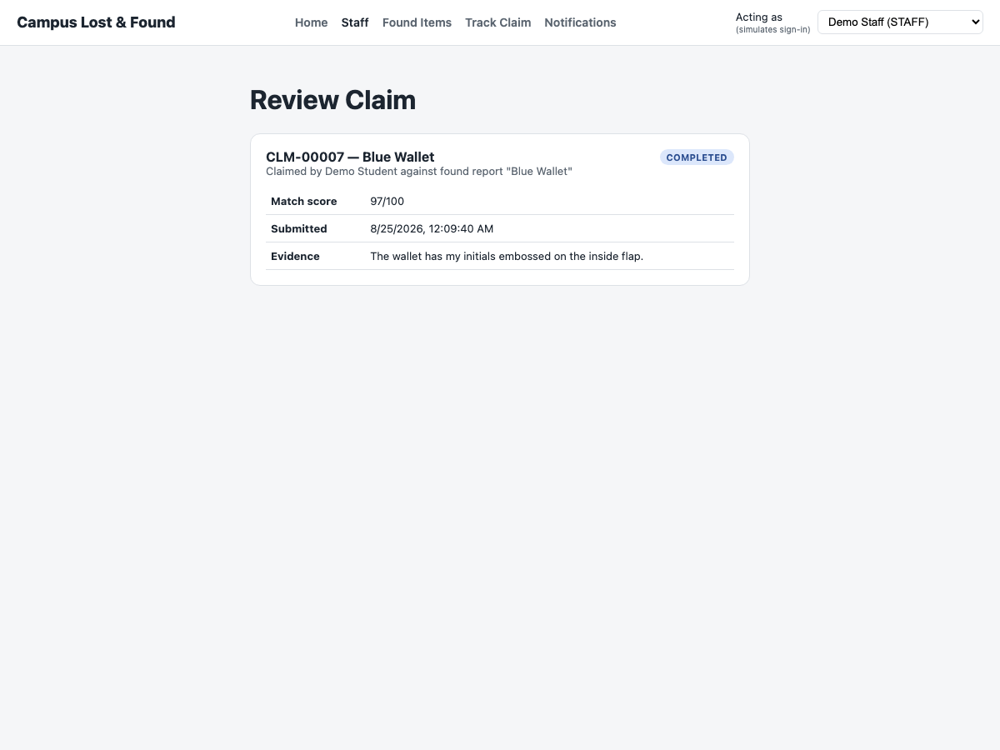 Campus Lost & Found
Home Staff Found Items Track Claim Notifications
Acting as
(simulates sign-in)
Demo Staff (STAFF)
Review Claim
CLM-00007 — Blue Wallet
COMPLETED
Claimed by Demo Student against found report "Blue Wallet"
Match score 97/100
Submitted 8/25/2026, 12:09:40 AM
Evidence The wallet has my initials embossed on the inside flap.